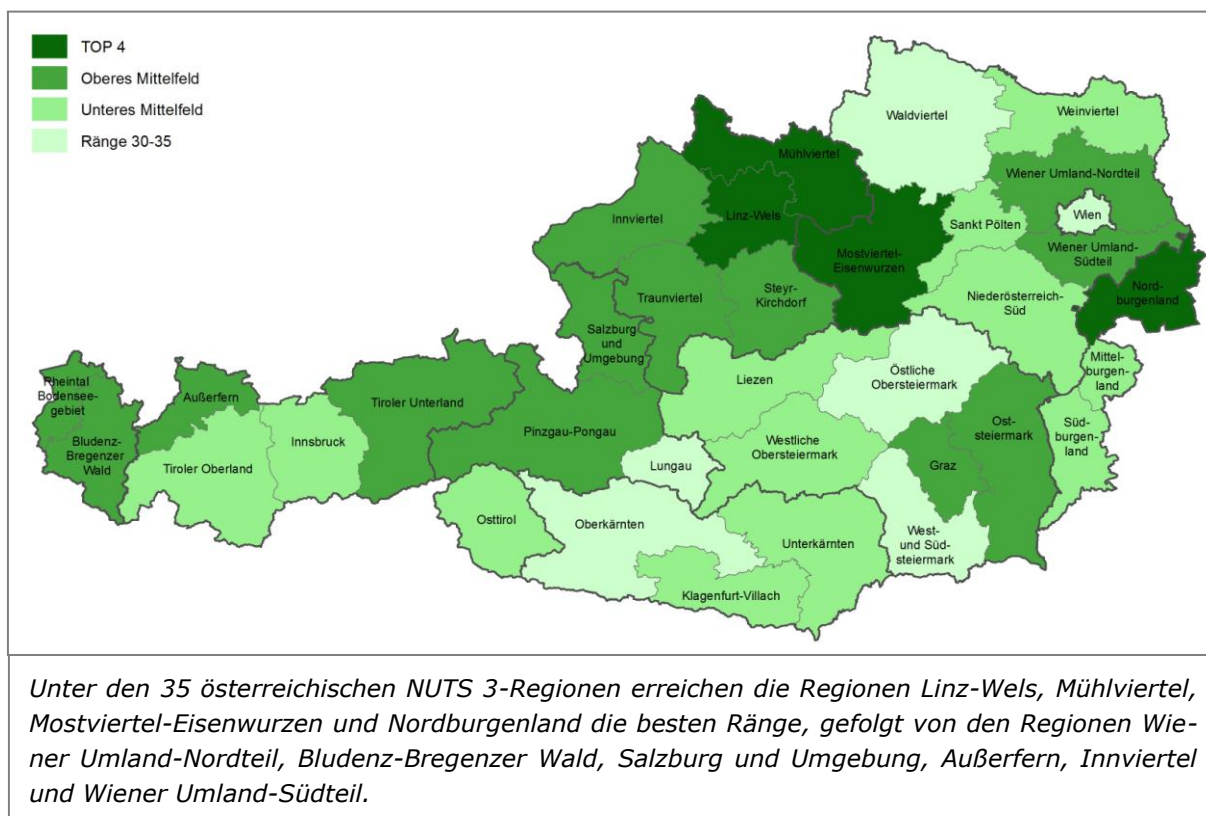 TOP 4
Oberes Mittelfeld
Unteres Mittelfeld
Ränge 30-35
Waldviertel
Weinviertel
Mühlviertel
Wiener Umland-Nordteil
Linz-Wels
Wien
Innviertel
Sankt Pölten
Mostviertel-
Eisenwurzen
Wiener Umland-
Südteil
Nord-
burgenland
Traunviertel
Steyr-
Kirchdorf
Niederösterreich-
Süd
Salzburg
und
Umgebung
Mittel-
burgen-
land
Rheintal
Bodensee-
gebiet
Außerfern
Tiroler Unterland
Liezen
Östliche
Obersteiermark
Bludenz-
Bregenzer
Wald
Innsbruck
Pinzgau-Pongau
Ost-
steiermark
Süd-
burgen-
land
Tiroler Oberland
Westliche
Obersteiermark
Lungau
Graz
Osttirol
Oberkärnten
Unterkärnten
West-
und Süd-
steiermark
Klagenfurt-Villach
Unter den 35 österreichischen NUTS 3-Regionen erreichen die Regionen Linz-Wels, Mühlviertel,
Mostviertel-Eisenwurzen und Nordburgenland die besten Ränge, gefolgt von den Regionen Wie-
ner Umland-Nordteil, Bludenz-Bregenzer Wald, Salzburg und Umgebung, Außerfern, Innviertel
und Wiener Umland-Südteil.